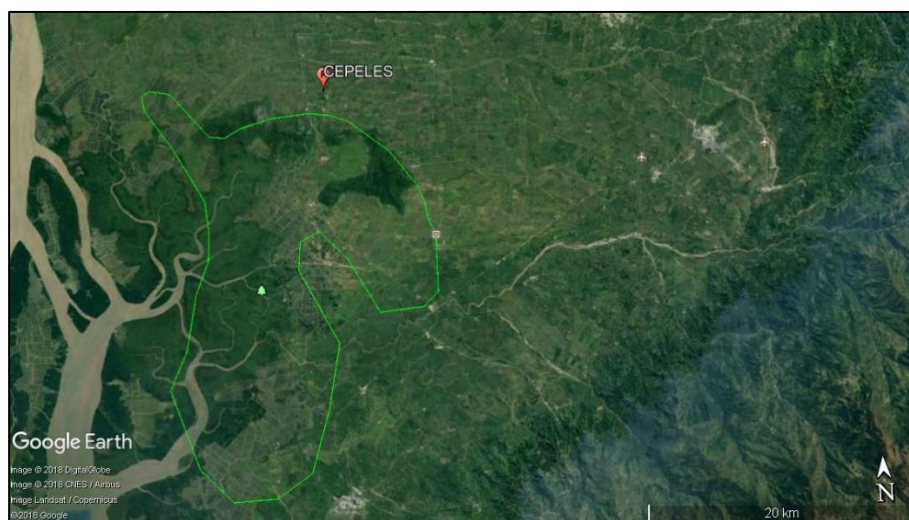 CEPELES
Google Earth
Image © 2018 DigitalGlobe
Image © 2018 CNES / Airbus
Image Landsat / Copernicus
©2018 Google
N
20 km